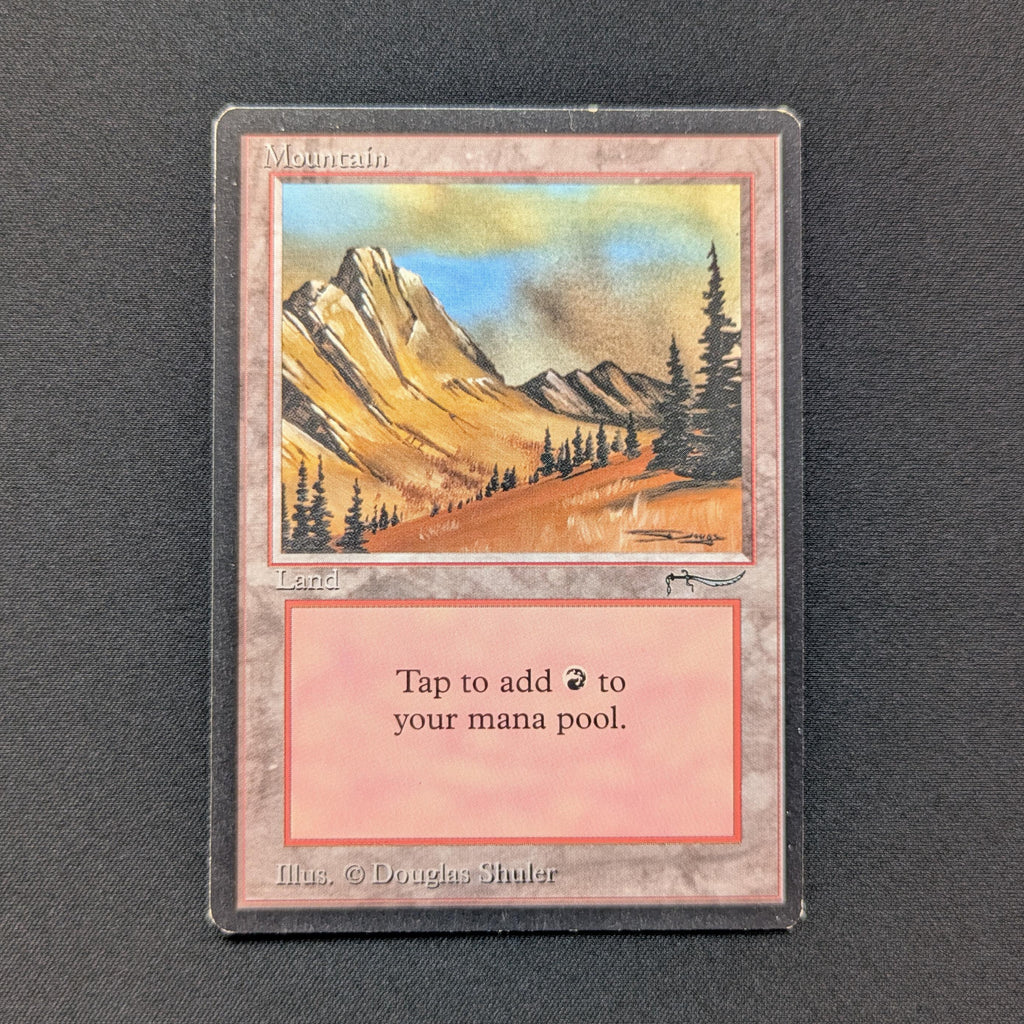 Mountain
Land
Tap to add to
your mana pool.
Illus. © Douglas Shuler